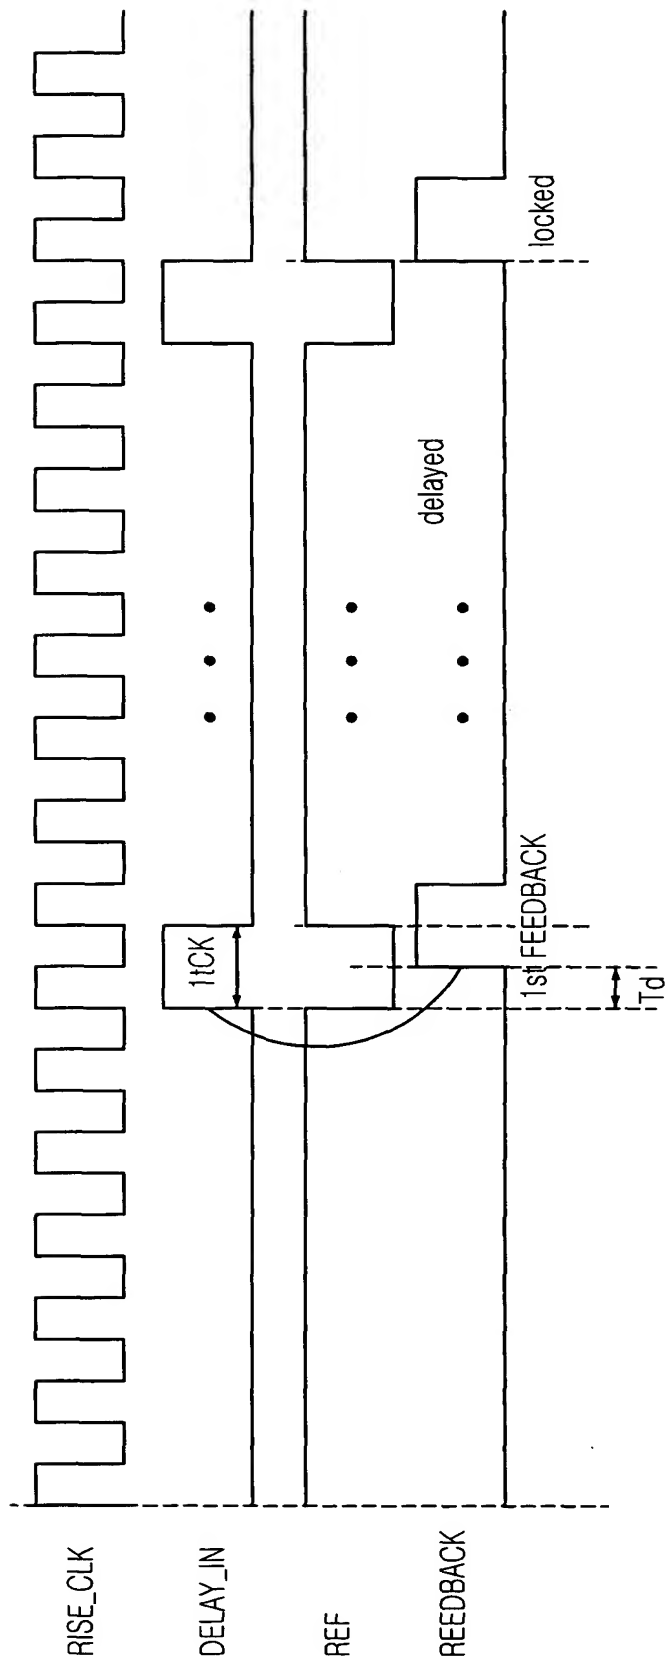 RISE_CLK
DELAY_IN
1tCK
REF
REEDBACK
1st FEEDBACK
delayed
locked
Td